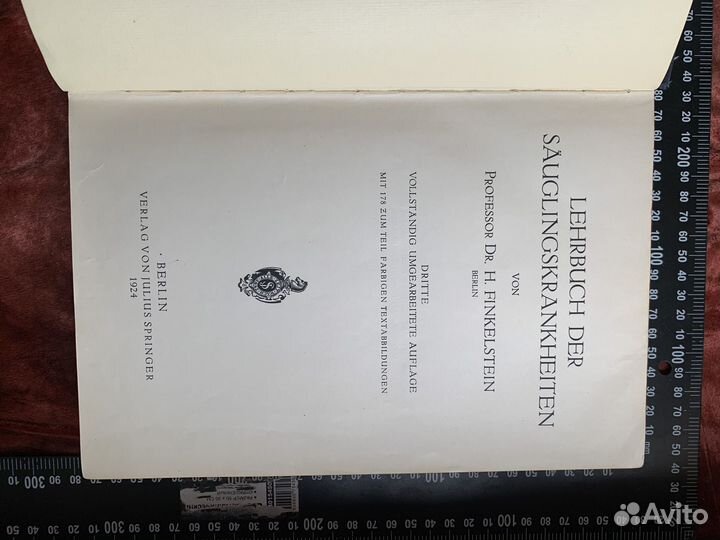 LEHRBUCH DER
SÄUGLINGSKRANKHEITEN
VON
PROFESSOR DR. H. FINKELSTEIN
BERLIN
DRITTE
VOLLSTÄNDIG UMGEARBEITETE AUFLAGE
MIT 178 ZUM TEIL FARBIGEN TEXTABBILDUNGEN
BERLIN
VERLAG VON JULIUS SPRINGER
1924
Avito